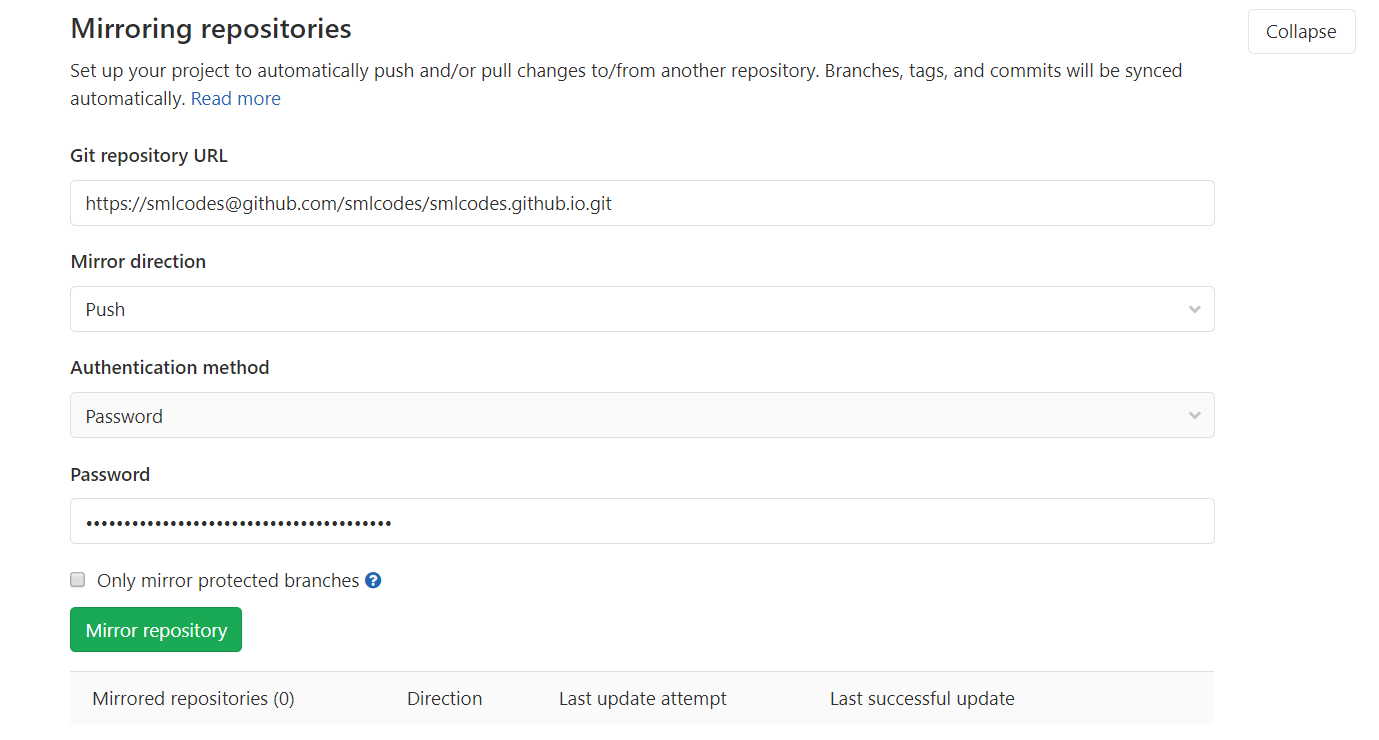 Mirroring repositories
Collapse
Set up your project to automatically push and/or pull changes to/from another repository. Branches, tags, and commits will be synced
automatically. Read more
Git repository URL
https://smlcodes@github.com/smlcodes/smlcodes.github.io.git
Mirror direction
Push
Authentication method
Password
Password
••••••••••••••••••••••••••••••••••••••••
Only mirror protected branches ?
Mirror repository
Mirrored repositories (0) Direction Last update attempt Last successful update